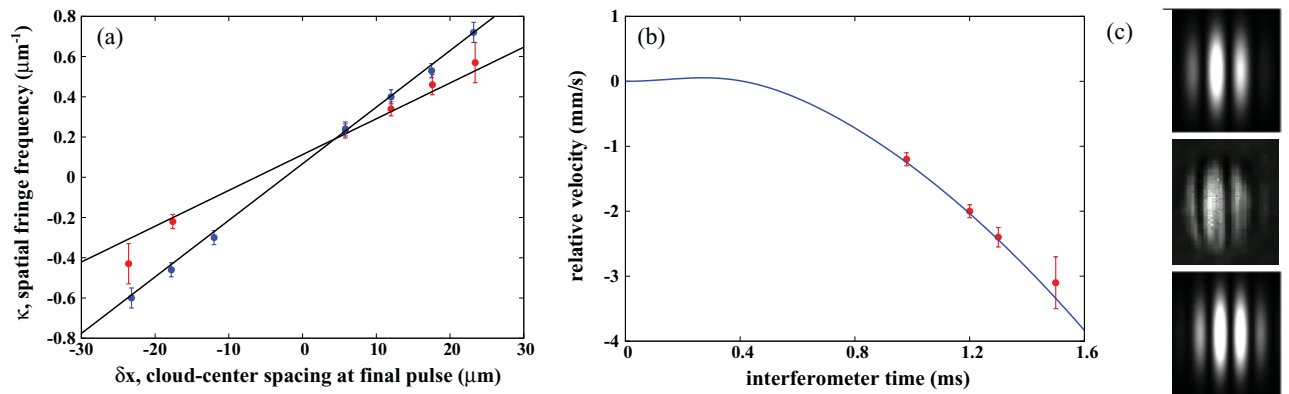 (a)
0.8
0.6
0.4
0.2
0
-0.2
-0.4
-0.6
-0.8
κ, spatial fringe frequency (μm⁻¹)
-30 -20 -10 0 10 20 30
δx, cloud-center spacing at final pulse (μm)
(b)
1
0
-1
-2
-3
-4
relative velocity (mm/s)
0 0.4 0.8 1.2 1.6
interferometer time (ms)
(c)